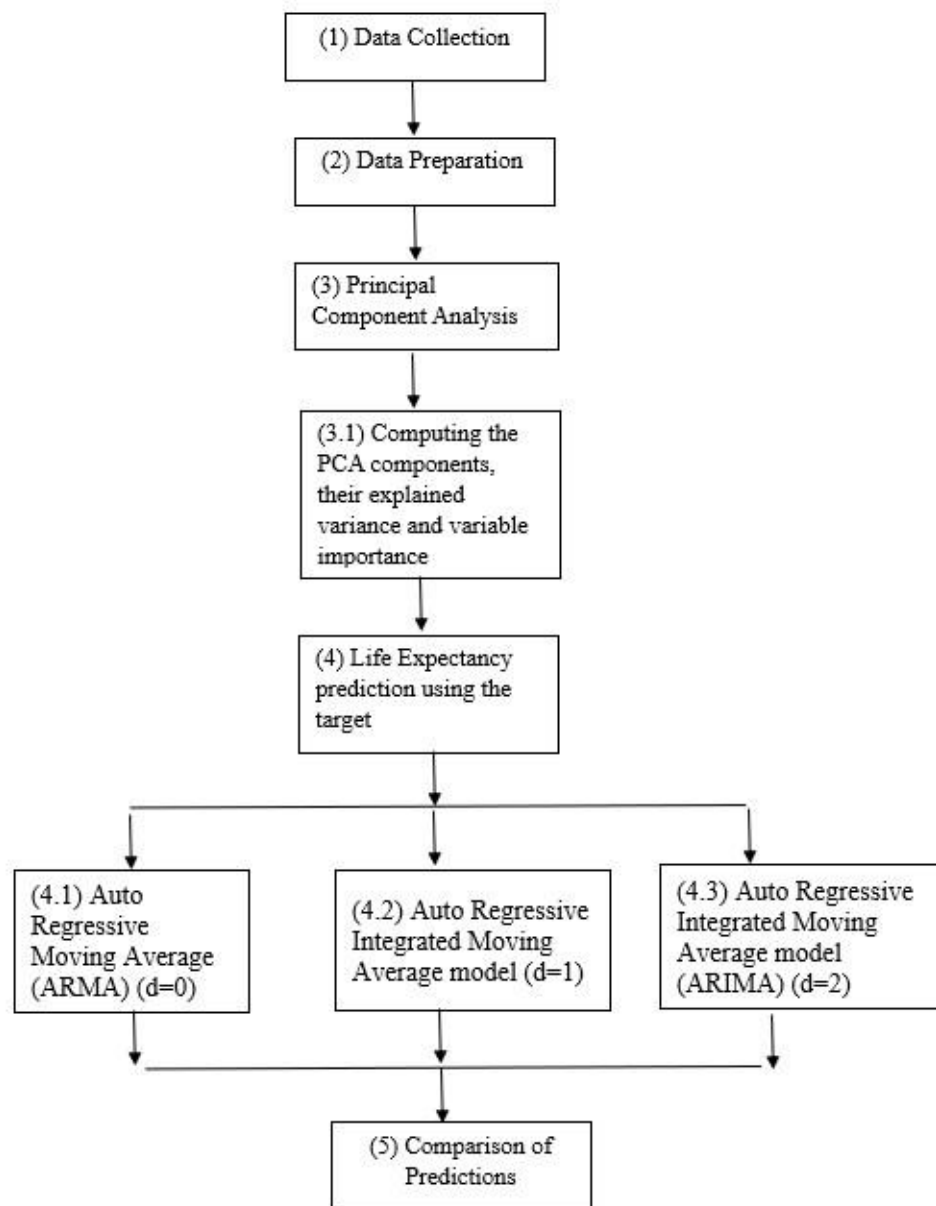 (1) Data Collection
(2) Data Preparation
(3) Principal
Component Analysis
(3.1) Computing the
PCA components,
their explained
variance and variable
importance
(4) Life Expectancy
prediction using the
target
(4.1) Auto
Regressive
Moving Average
(ARMA) (d=0)
(4.2) Auto Regressive
Integrated Moving
Average model (d=1)
(4.3) Auto Regressive
Integrated Moving
Average model
(ARIMA) (d=2)
(5) Comparison of
Predictions